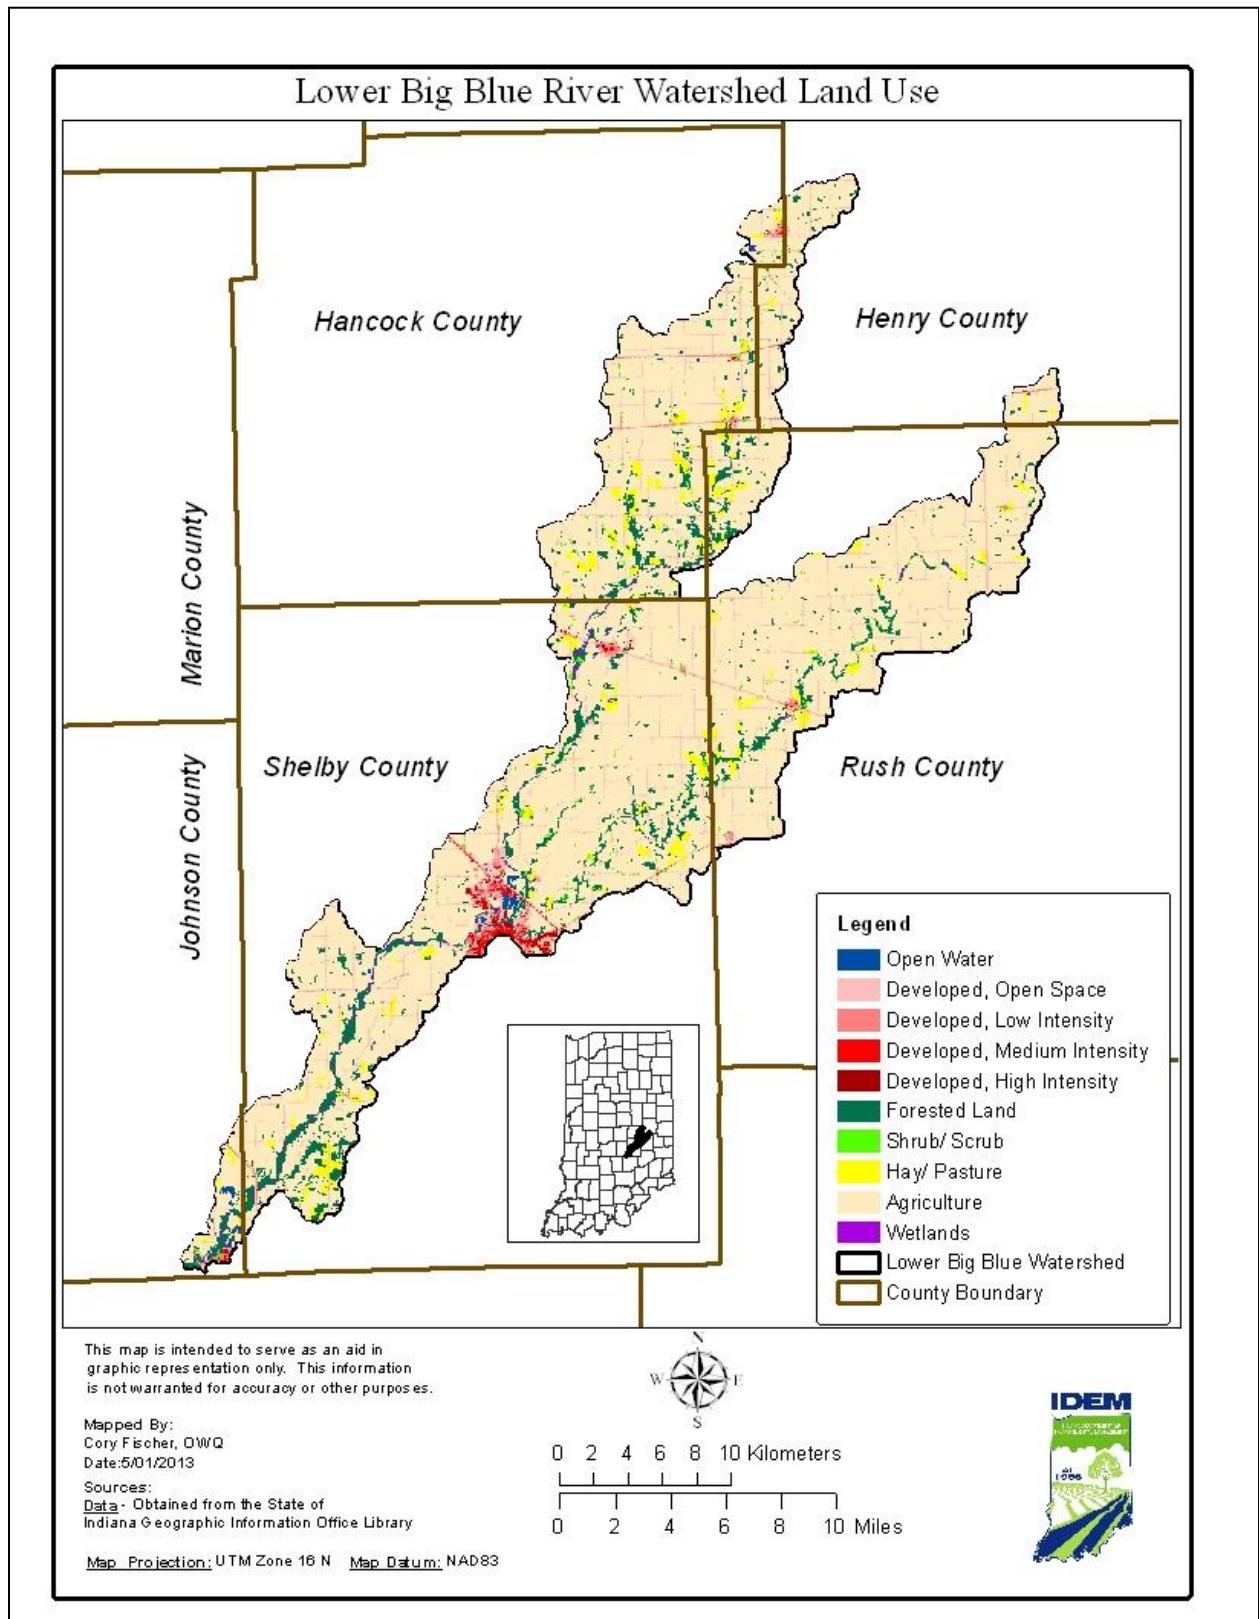 Lower Big Blue River Watershed Land Use
Hancock County
Henry County
Marion County
Shelby County
Rush County
Johnson County
Legend
Open Water
Developed, Open Space
Developed, Low Intensity
Developed, Medium Intensity
Developed, High Intensity
Forested Land
Shrub/ Scrub
Hay/ Pasture
Agriculture
Wetlands
Lower Big Blue Watershed
County Boundary
This map is intended to serve as an aid in
graphic representation only. This information
is not warranted for accuracy or other purposes.
Mapped By:
Cory Fischer, OWQ
Date:5/01/2013
Sources:
Data - Obtained from the State of
Indiana Geographic Information Office Library
Map Projection: UTM Zone 16 N Map Datum: NAD83
N
W E
S
0 2 4 6 8 10 Kilometers
0 2 4 6 8 10 Miles
IDEM